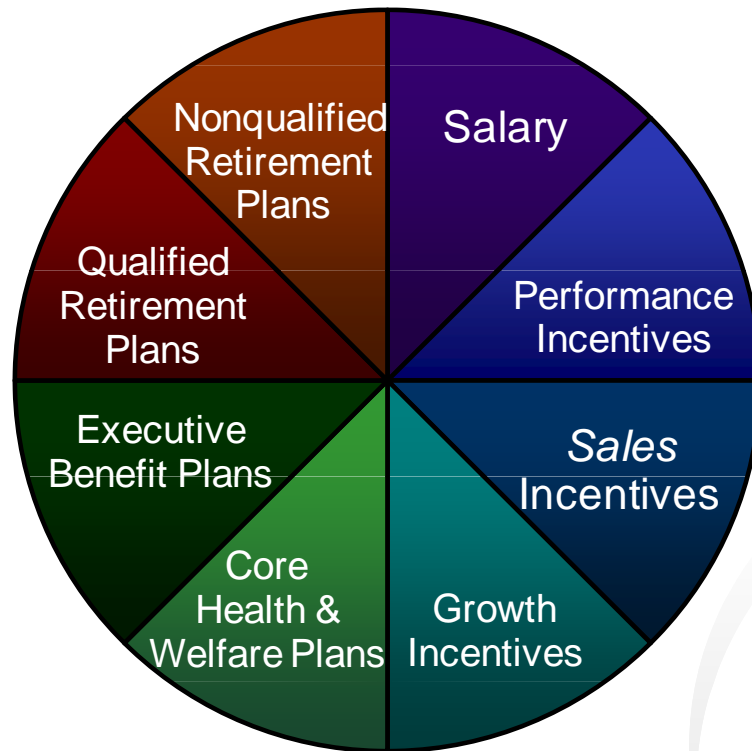 Salary
Performance
Incentives
Sales
Incentives
Growth
Incentives
Core
Health &
Welfare Plans
Executive
Benefit Plans
Qualified
Retirement
Plans
Nonqualified
Retirement
Plans